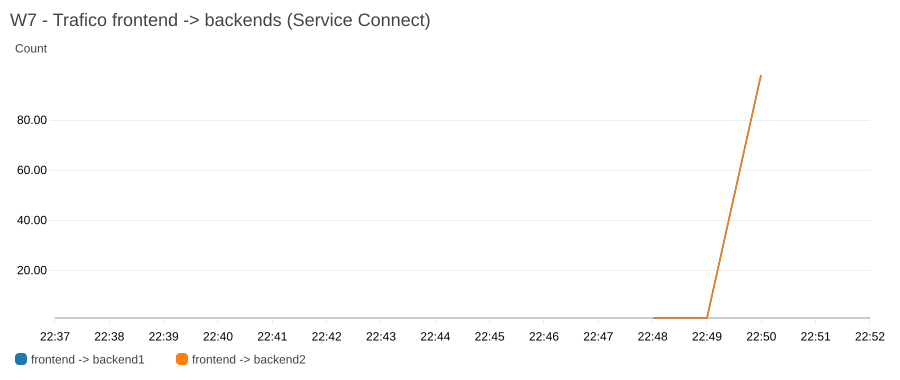 W7 - Trafico frontend -> backends (Service Connect)
Count
80.00
60.00
40.00
20.00
22:37 22:38 22:39 22:40 22:41 22:42 22:43 22:44 22:45 22:46 22:47 22:48 22:49 22:50 22:51 22:52
frontend -> backend1 frontend -> backend2